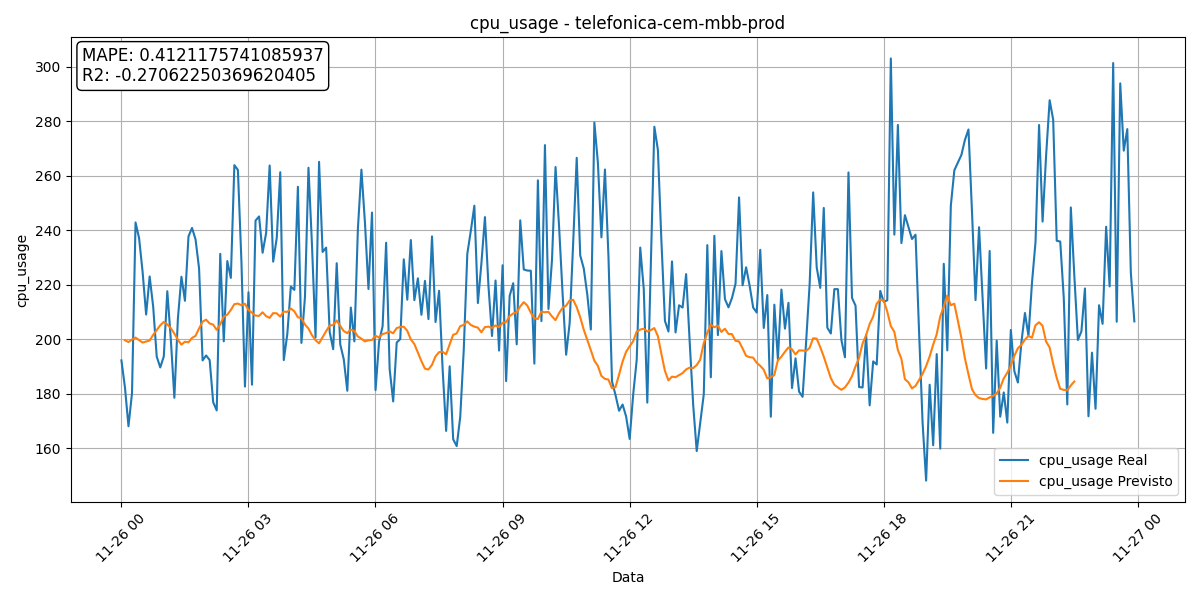 cpu_usage - telefonica-cem-mbb-prod
MAPE: 0.4121175741085937
R2: -0.27062250369620405
300
280
260
240
220
200
180
160
cpu_usage
cpu_usage Real
cpu_usage Previsto
11-26 00
11-26 03
11-26 06
11-26 09
11-26 12
11-26 15
11-26 18
11-26 21
11-27 00
Data